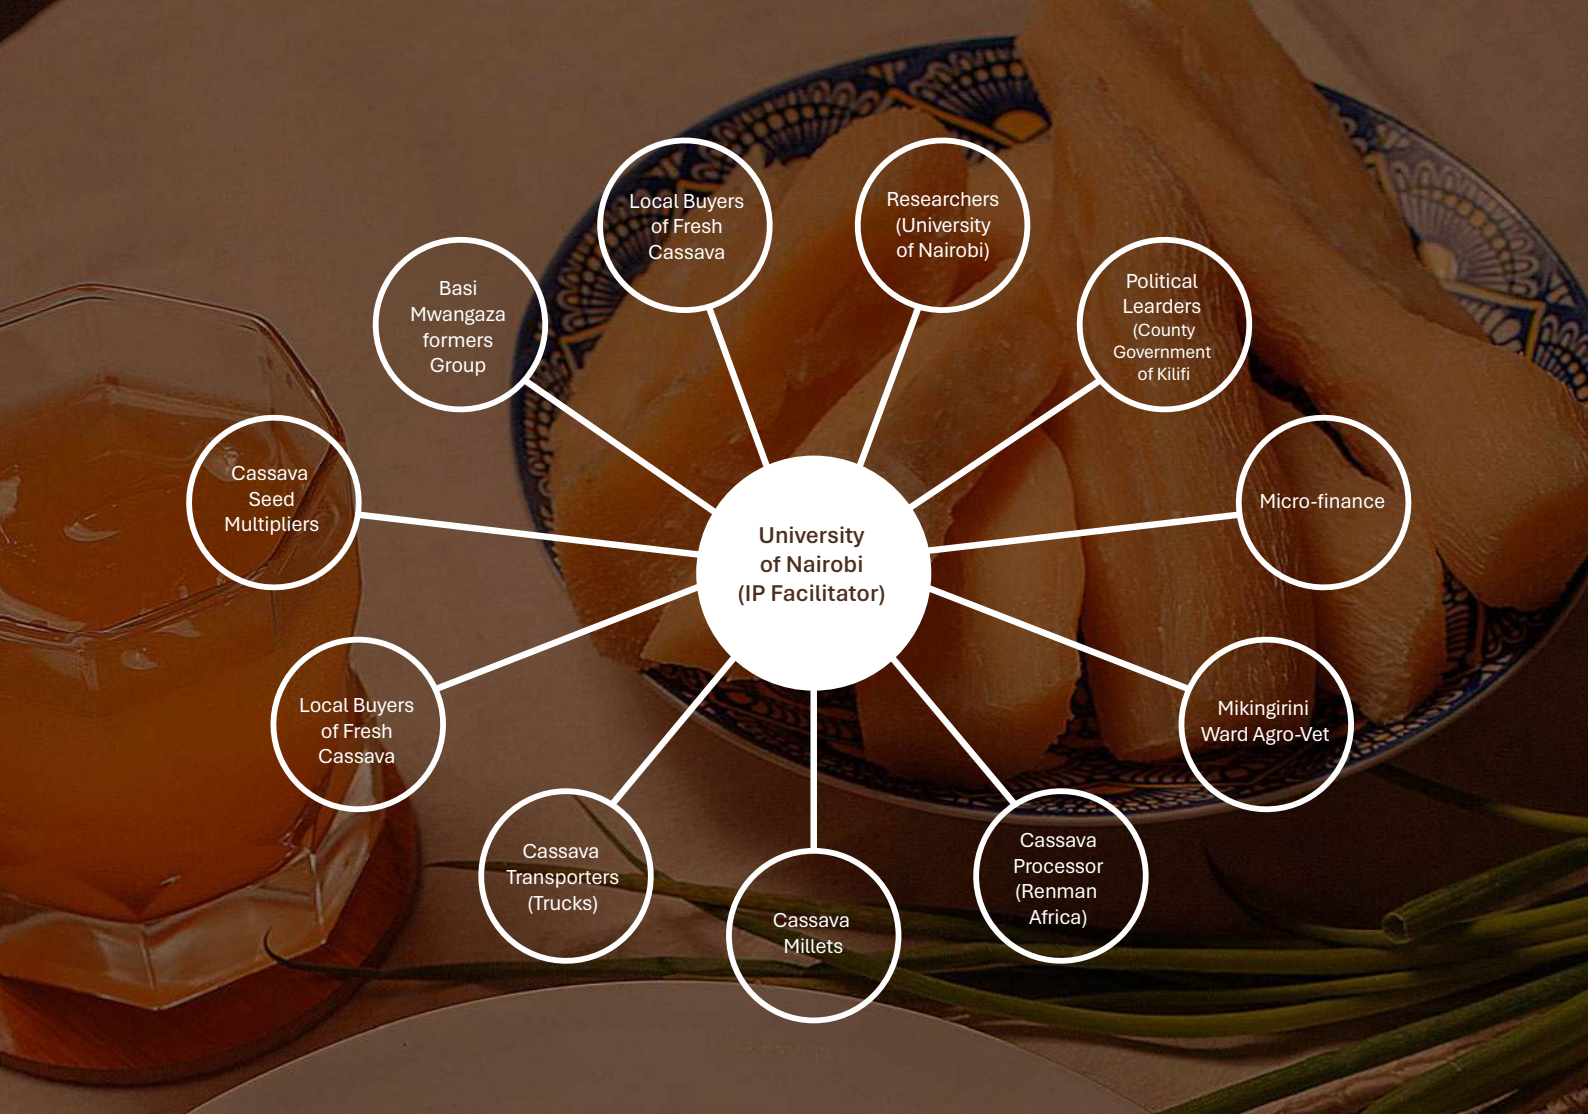 Local Buyers
of Fresh
Cassava
Researchers
(University
of Nairobi)
Basi
Mwangaza
formers
Group
Political
Learders
(County
Government
of Kilifi
Cassava
Seed
Multipliers
Micro-finance
University
of Nairobi
(IP Facilitator)
Local Buyers
of Fresh
Cassava
Mikingirini
Ward Agro-Vet
Cassava
Transporters
(Trucks)
Cassava
Millets
Cassava
Processor
(Renman
Africa)